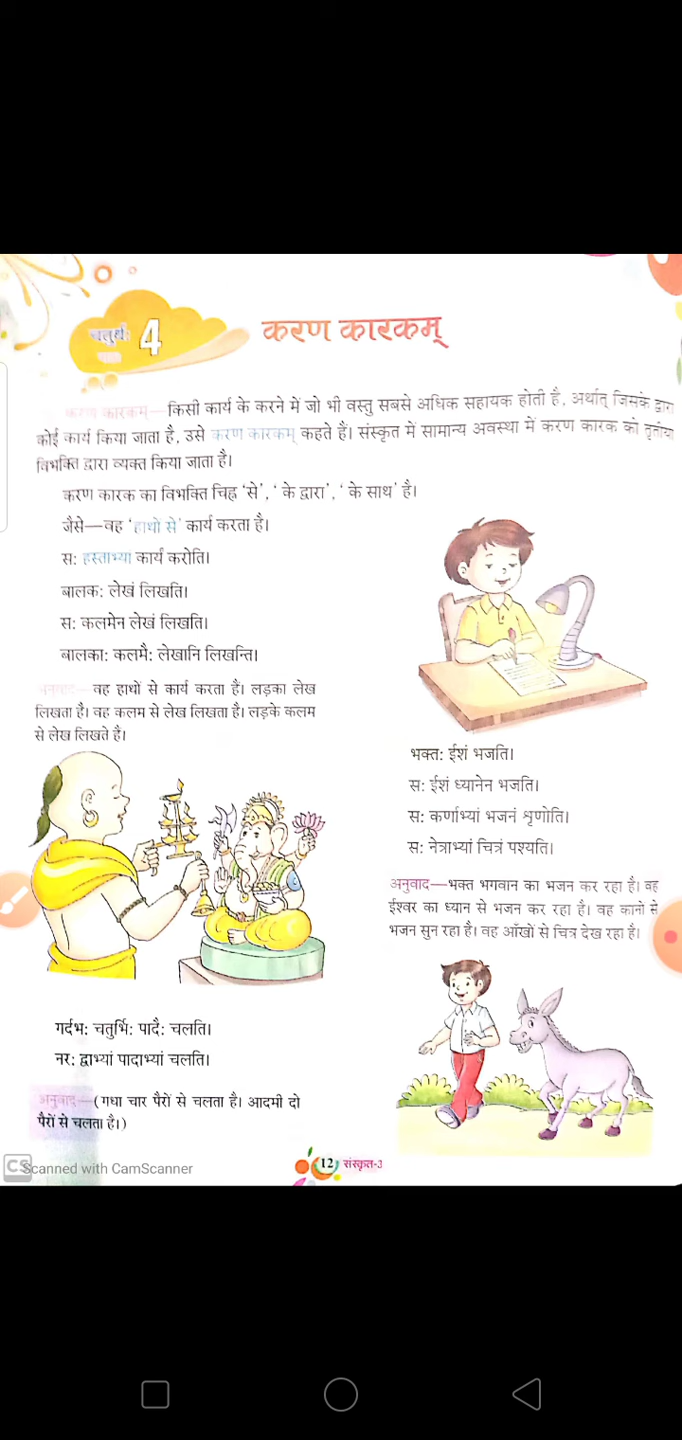 चतुर्थः
4
करण कारकम्
करण कारकम्—किसी कार्य के करने में जो भी वस्तु सबसे अधिक सहायक होती है, अर्थात् जिसके द्वारा
कोई कार्य किया जाता है, उसे करण कारकम् कहते हैं। संस्कृत में सामान्य अवस्था में करण कारक को तृतीया
विभक्ति द्वारा व्यक्त किया जाता है।
करण कारक का विभक्ति चिह्न ‘से’, ‘ के द्वारा’, ‘ के साथ’ है।
जैसे—वह ‘हाथों से’ कार्य करता है।
स: हस्ताभ्या कार्यं करोति।
बालक: लेखं लिखति।
स: कलमेन लेखं लिखति।
बालका: कलमै: लेखानि लिखन्ति।
अनुवाद— वह हाथों से कार्य करता है। लड़का लेख
लिखता है। वह कलम से लेख लिखता है। लड़के कलम
से लेख लिखते हैं।
भक्त: ईशं भजति।
स: ईशं ध्यानेन भजति।
स: कर्णाभ्यां भजनं शृणोति।
स: नेत्राभ्यां चित्रं पश्यति।
अनुवाद—भक्त भगवान का भजन कर रहा है। वह
ईश्वर का ध्यान से भजन कर रहा है। वह कानो से
भजन सुन रहा है। वह आँखों से चित्र देख रहा है।
गर्दभ: चतुर्भि: पादै: चलति।
नर: द्वाभ्यां पादाभ्यां चलति।
अनुवाद—(गधा चार पैरों से चलता है। आदमी दो
पैरों से चलता है।)
CS Scanned with CamScanner
12 संस्कृत-3